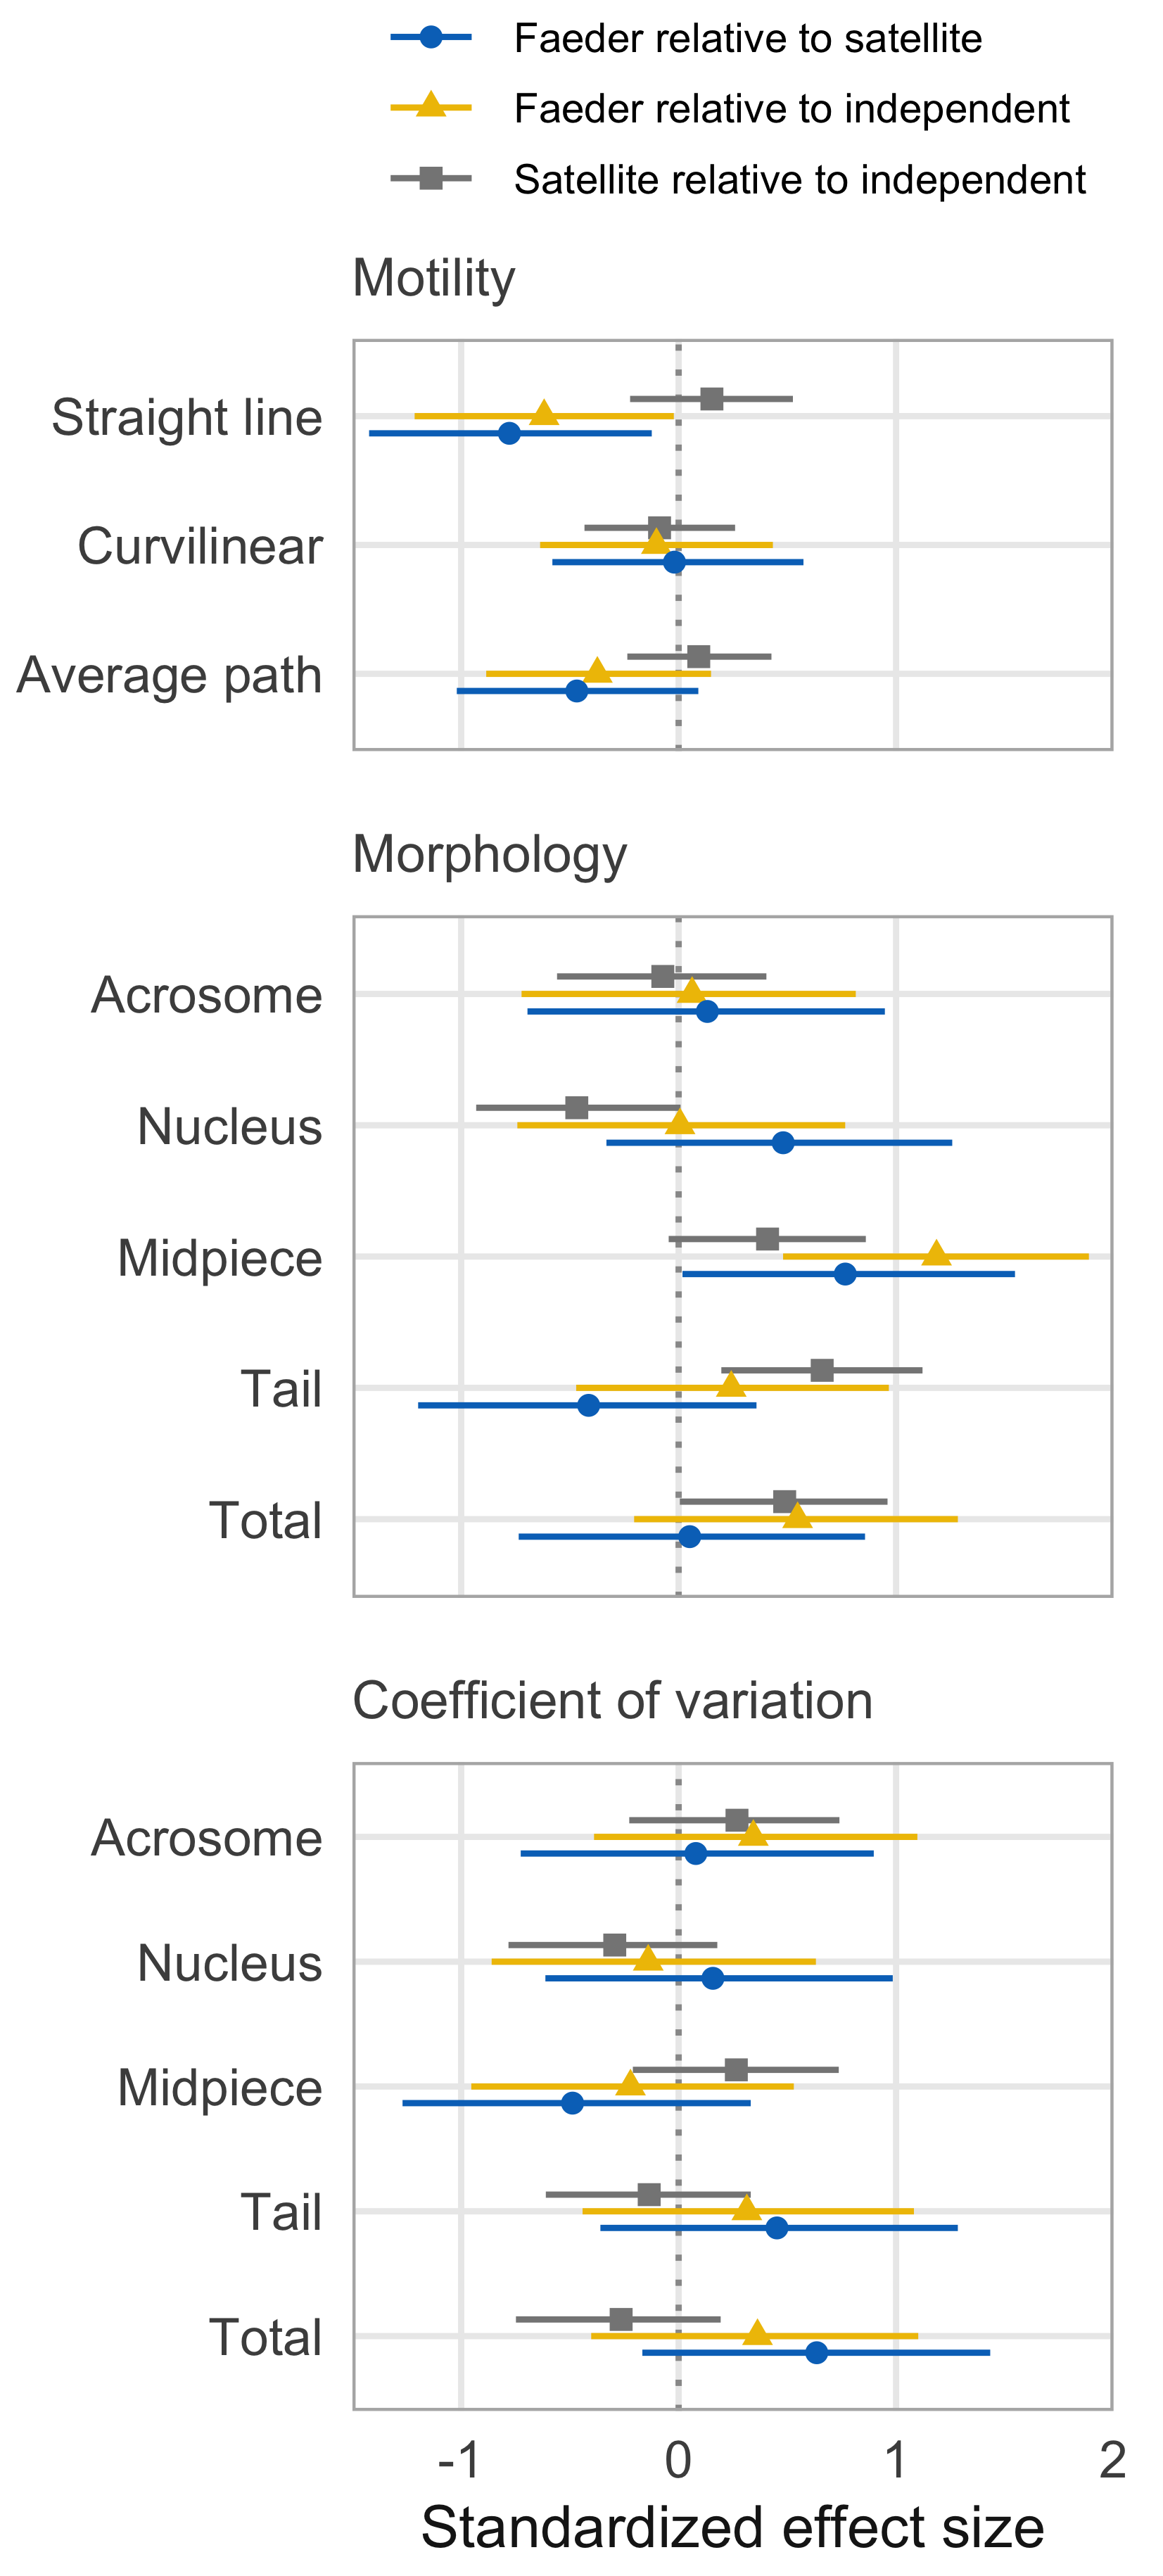 Faeder relative to satellite
Faeder relative to independent
Satellite relative to independent
Motility
Straight line
Curvilinear
Average path
Morphology
Acrosome
Nucleus
Midpiece
Tail
Total
Coefficient of variation
Acrosome
Nucleus
Midpiece
Tail
Total
-1 0 1 2
Standardized effect size